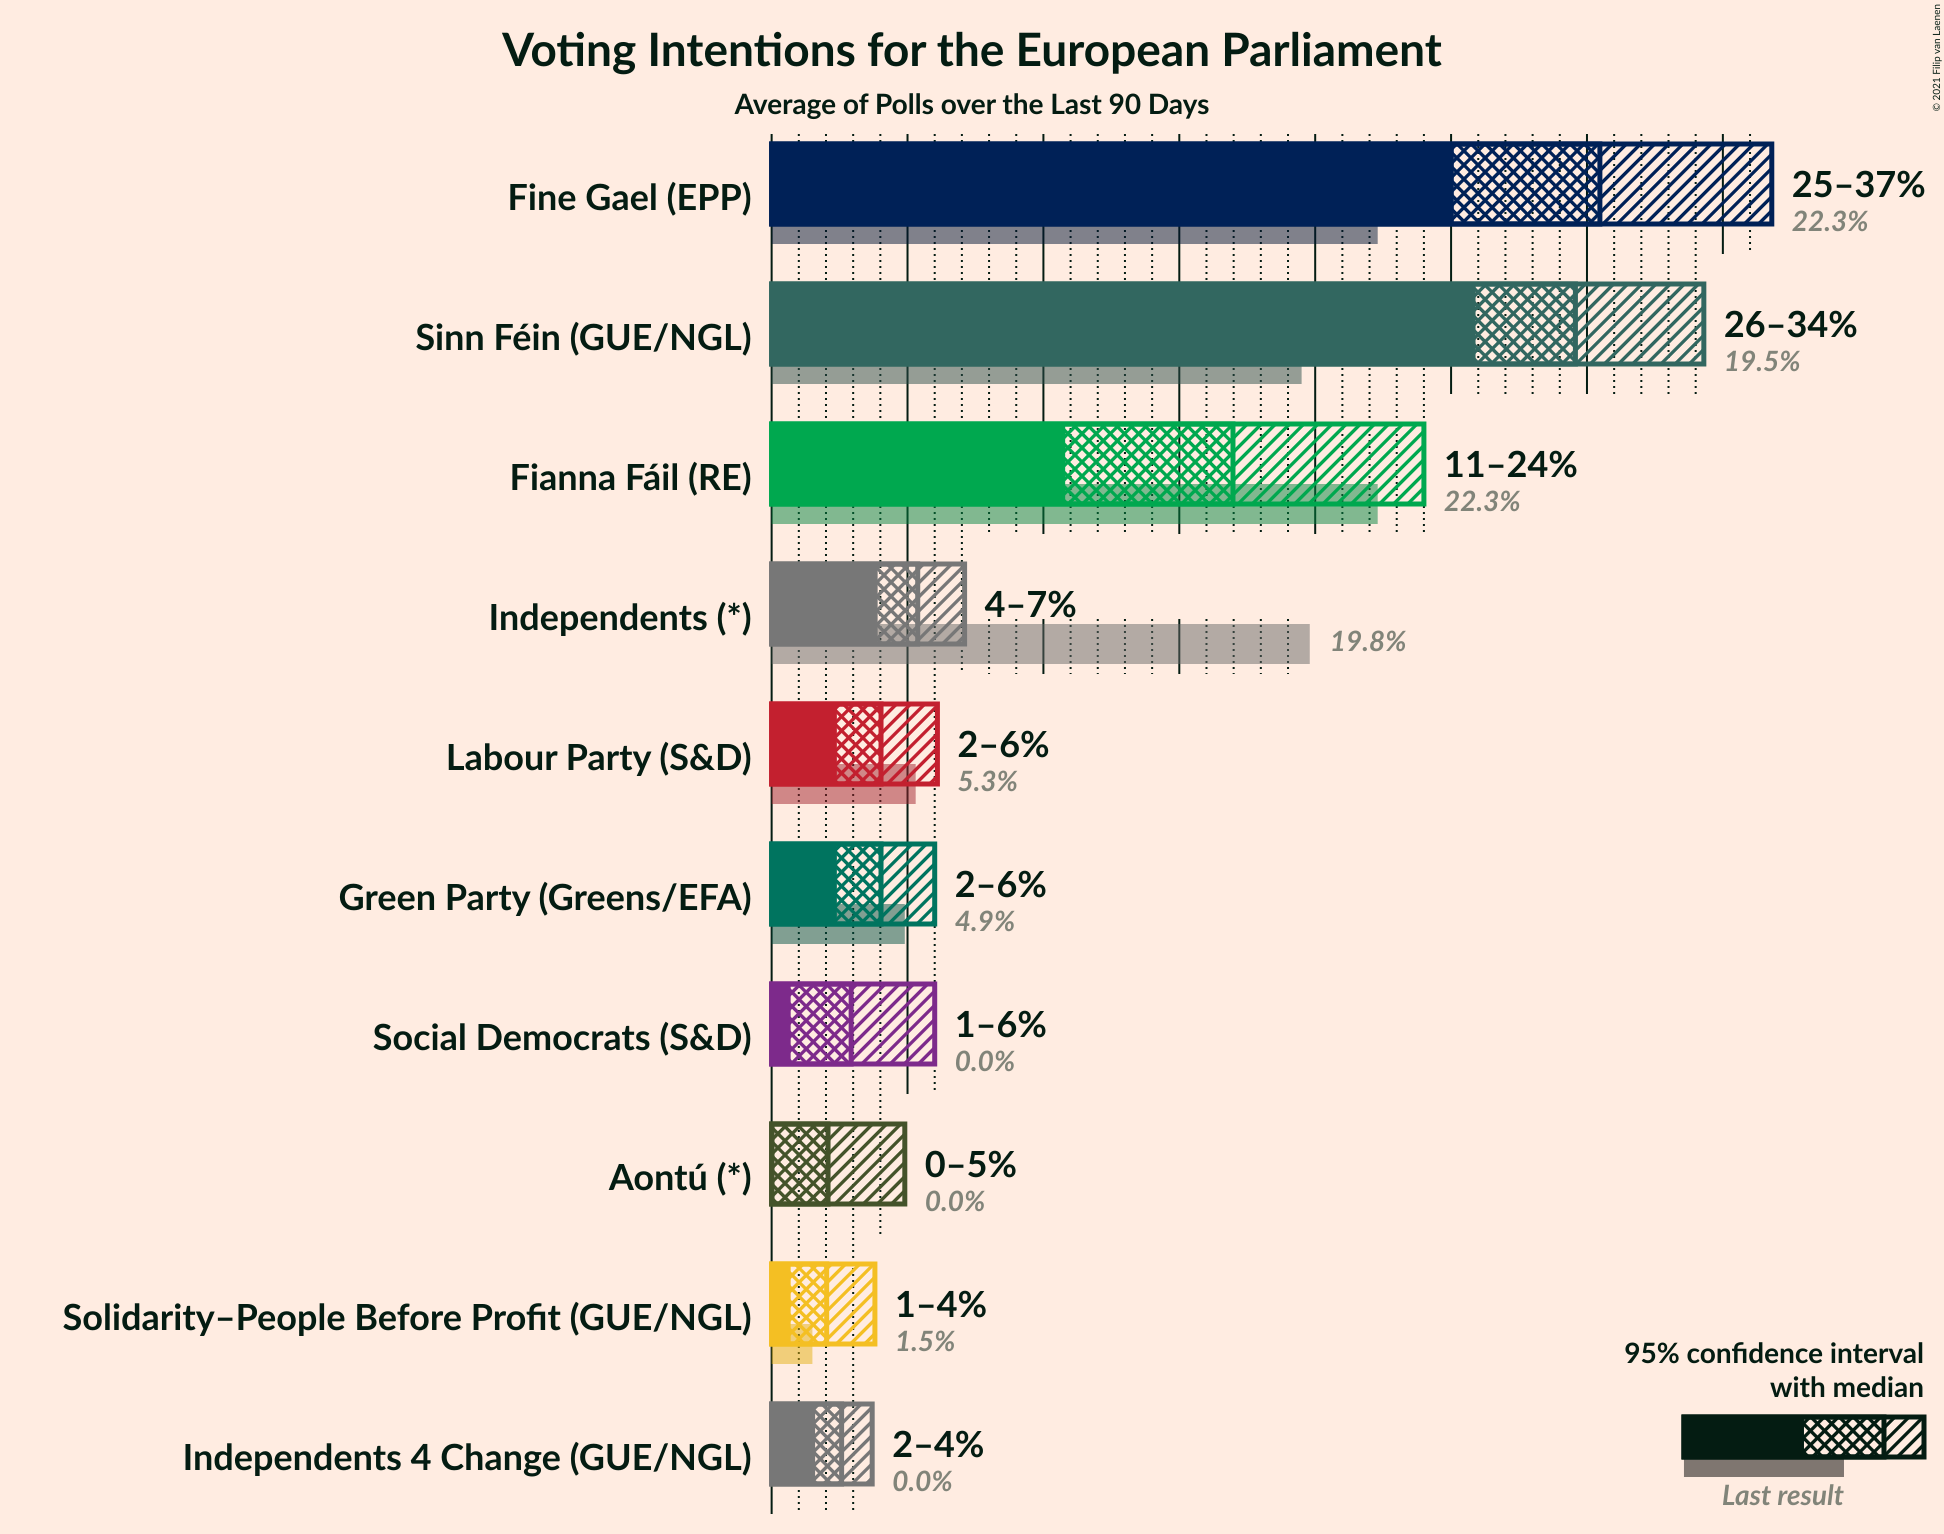 Voting Intentions for the European Parliament
Average of Polls over the Last 90 Days
© 2021 Filip van Laenen
Fine Gael (EPP)
25–37%
22.3%
Sinn Féin (GUE/NGL)
26–34%
19.5%
Fianna Fáil (RE)
11–24%
22.3%
Independents (*)
4–7%
19.8%
Labour Party (S&D)
2–6%
5.3%
Green Party (Greens/EFA)
2–6%
4.9%
Social Democrats (S&D)
1–6%
0.0%
Aontú (*)
0–5%
0.0%
Solidarity–People Before Profit (GUE/NGL)
1–4%
1.5%
Independents 4 Change (GUE/NGL)
2–4%
0.0%
95% confidence interval
with median
Last result